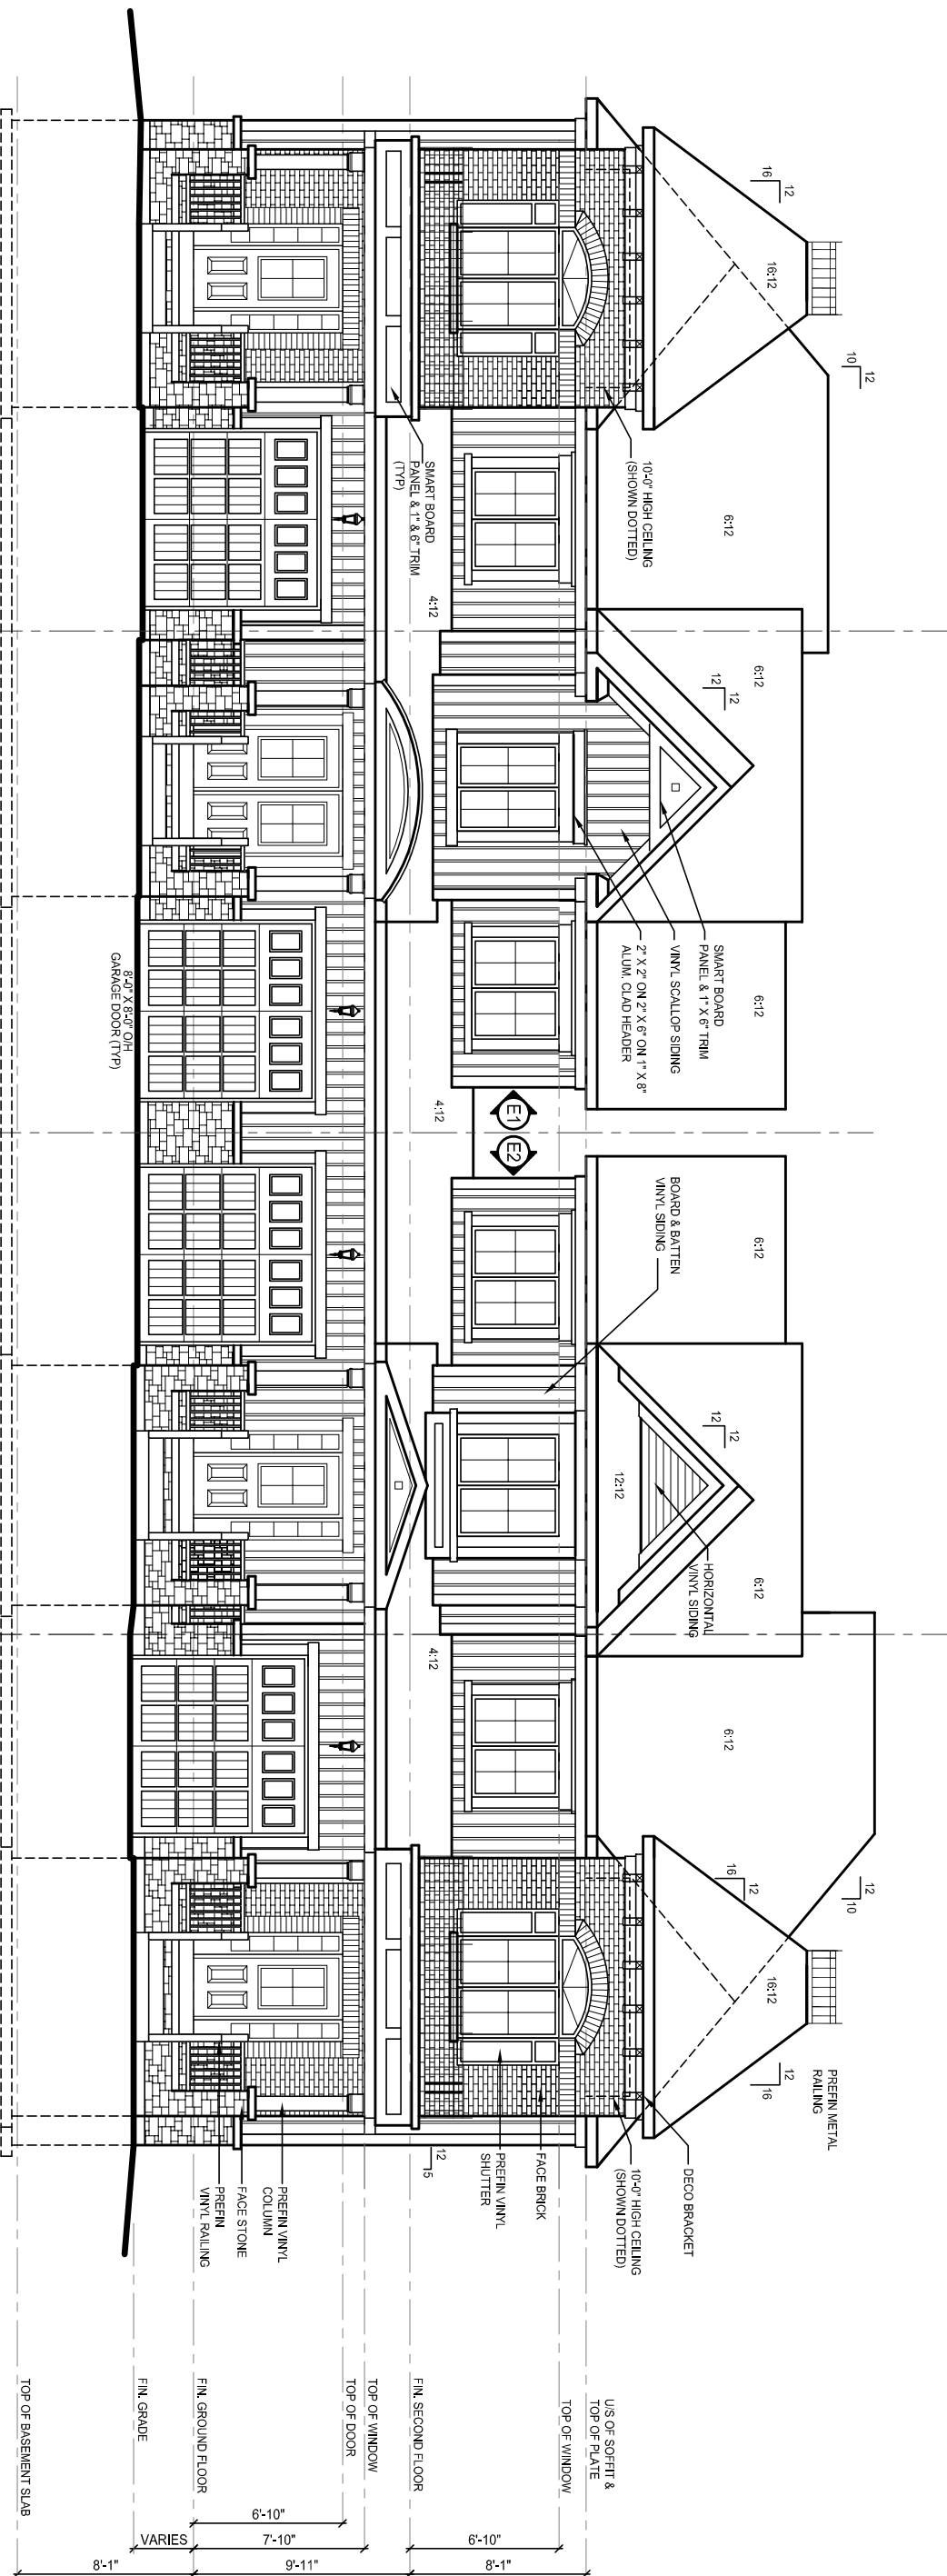 PREFIN METAL
RAILING
12
16
12
10
12
16
16:12
16:12
12
16
12
10
6:12
6:12
6:12
6:12
6:12
6:12
12
12
12
12
12:12
DECO BRACKET
10'-0" HIGH CEILING
(SHOWN DOTTED)
10'-0" HIGH CEILING
(SHOWN DOTTED)
SMART BOARD
PANEL & 1" X 6" TRIM
VINYL SCALLOP SIDING
2" X 2" ON 2" X 6" ON 1" X 8"
ALUM. CLAD HEADER
BOARD & BATTEN
VINYL SIDING
HORIZONTAL
VINYL SIDING
E1
E2
FACE BRICK
PREFIN VINYL
SHUTTER
12
5
SMART BOARD
PANEL & 1" & 6" TRIM
(TYP)
4:12
4:12
4:12
PREFIN VINYL
COLUMN
FACE STONE
PREFIN
VINYL RAILING
8'-0" X 8'-0" O/H
GARAGE DOOR (TYP)
U/S OF SOFFIT &
TOP OF PLATE
TOP OF WINDOW
FIN. SECOND FLOOR
TOP OF WINDOW
TOP OF DOOR
FIN. GROUND FLOOR
FIN. GRADE
TOP OF BASEMENT SLAB
6'-10"
8'-1"
6'-10"
7'-10"
9'-11"
VARIES
8'-1"